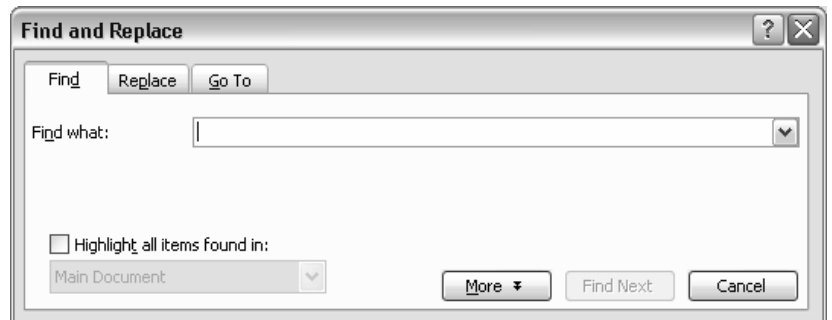 Find and Replace
Find Replace Go To
Find what:
Highlight all items found in:
Main Document
More Find Next Cancel